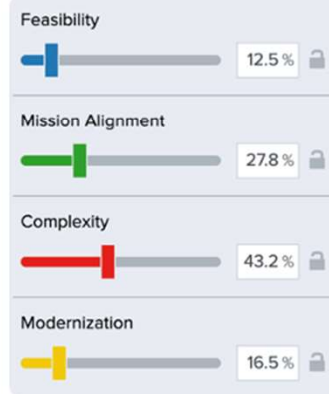 Feasibility
12.5 %
Mission Alignment
27.8 %
Complexity
43.2 %
Modernization
16.5 %